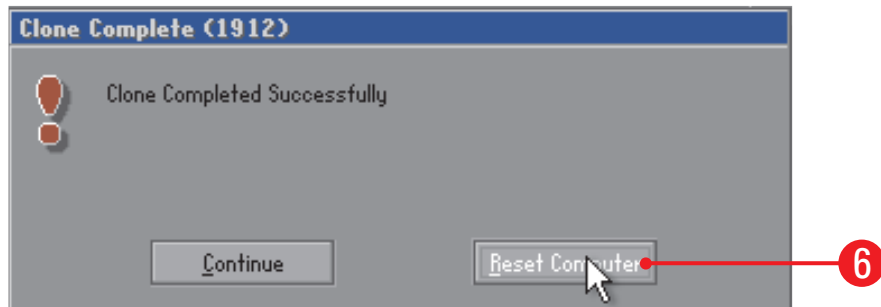 Clone Complete (1912)
Clone Completed Successfully
Continue
Reset Computer
6